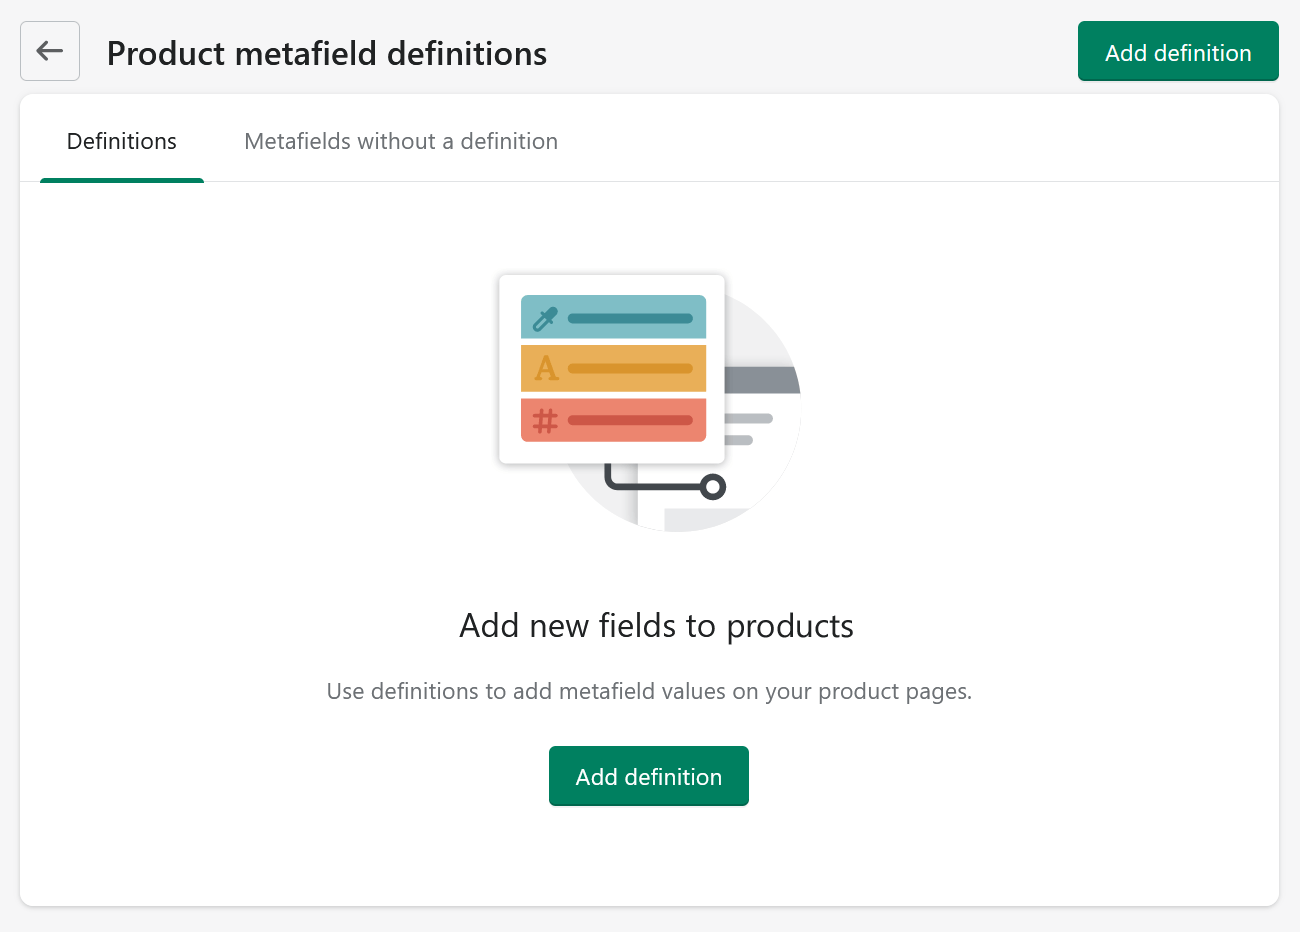 Product metafield definitions
Add definition
Definitions
Metafields without a definition
A
#
Add new fields to products
Use definitions to add metafield values on your product pages.
Add definition